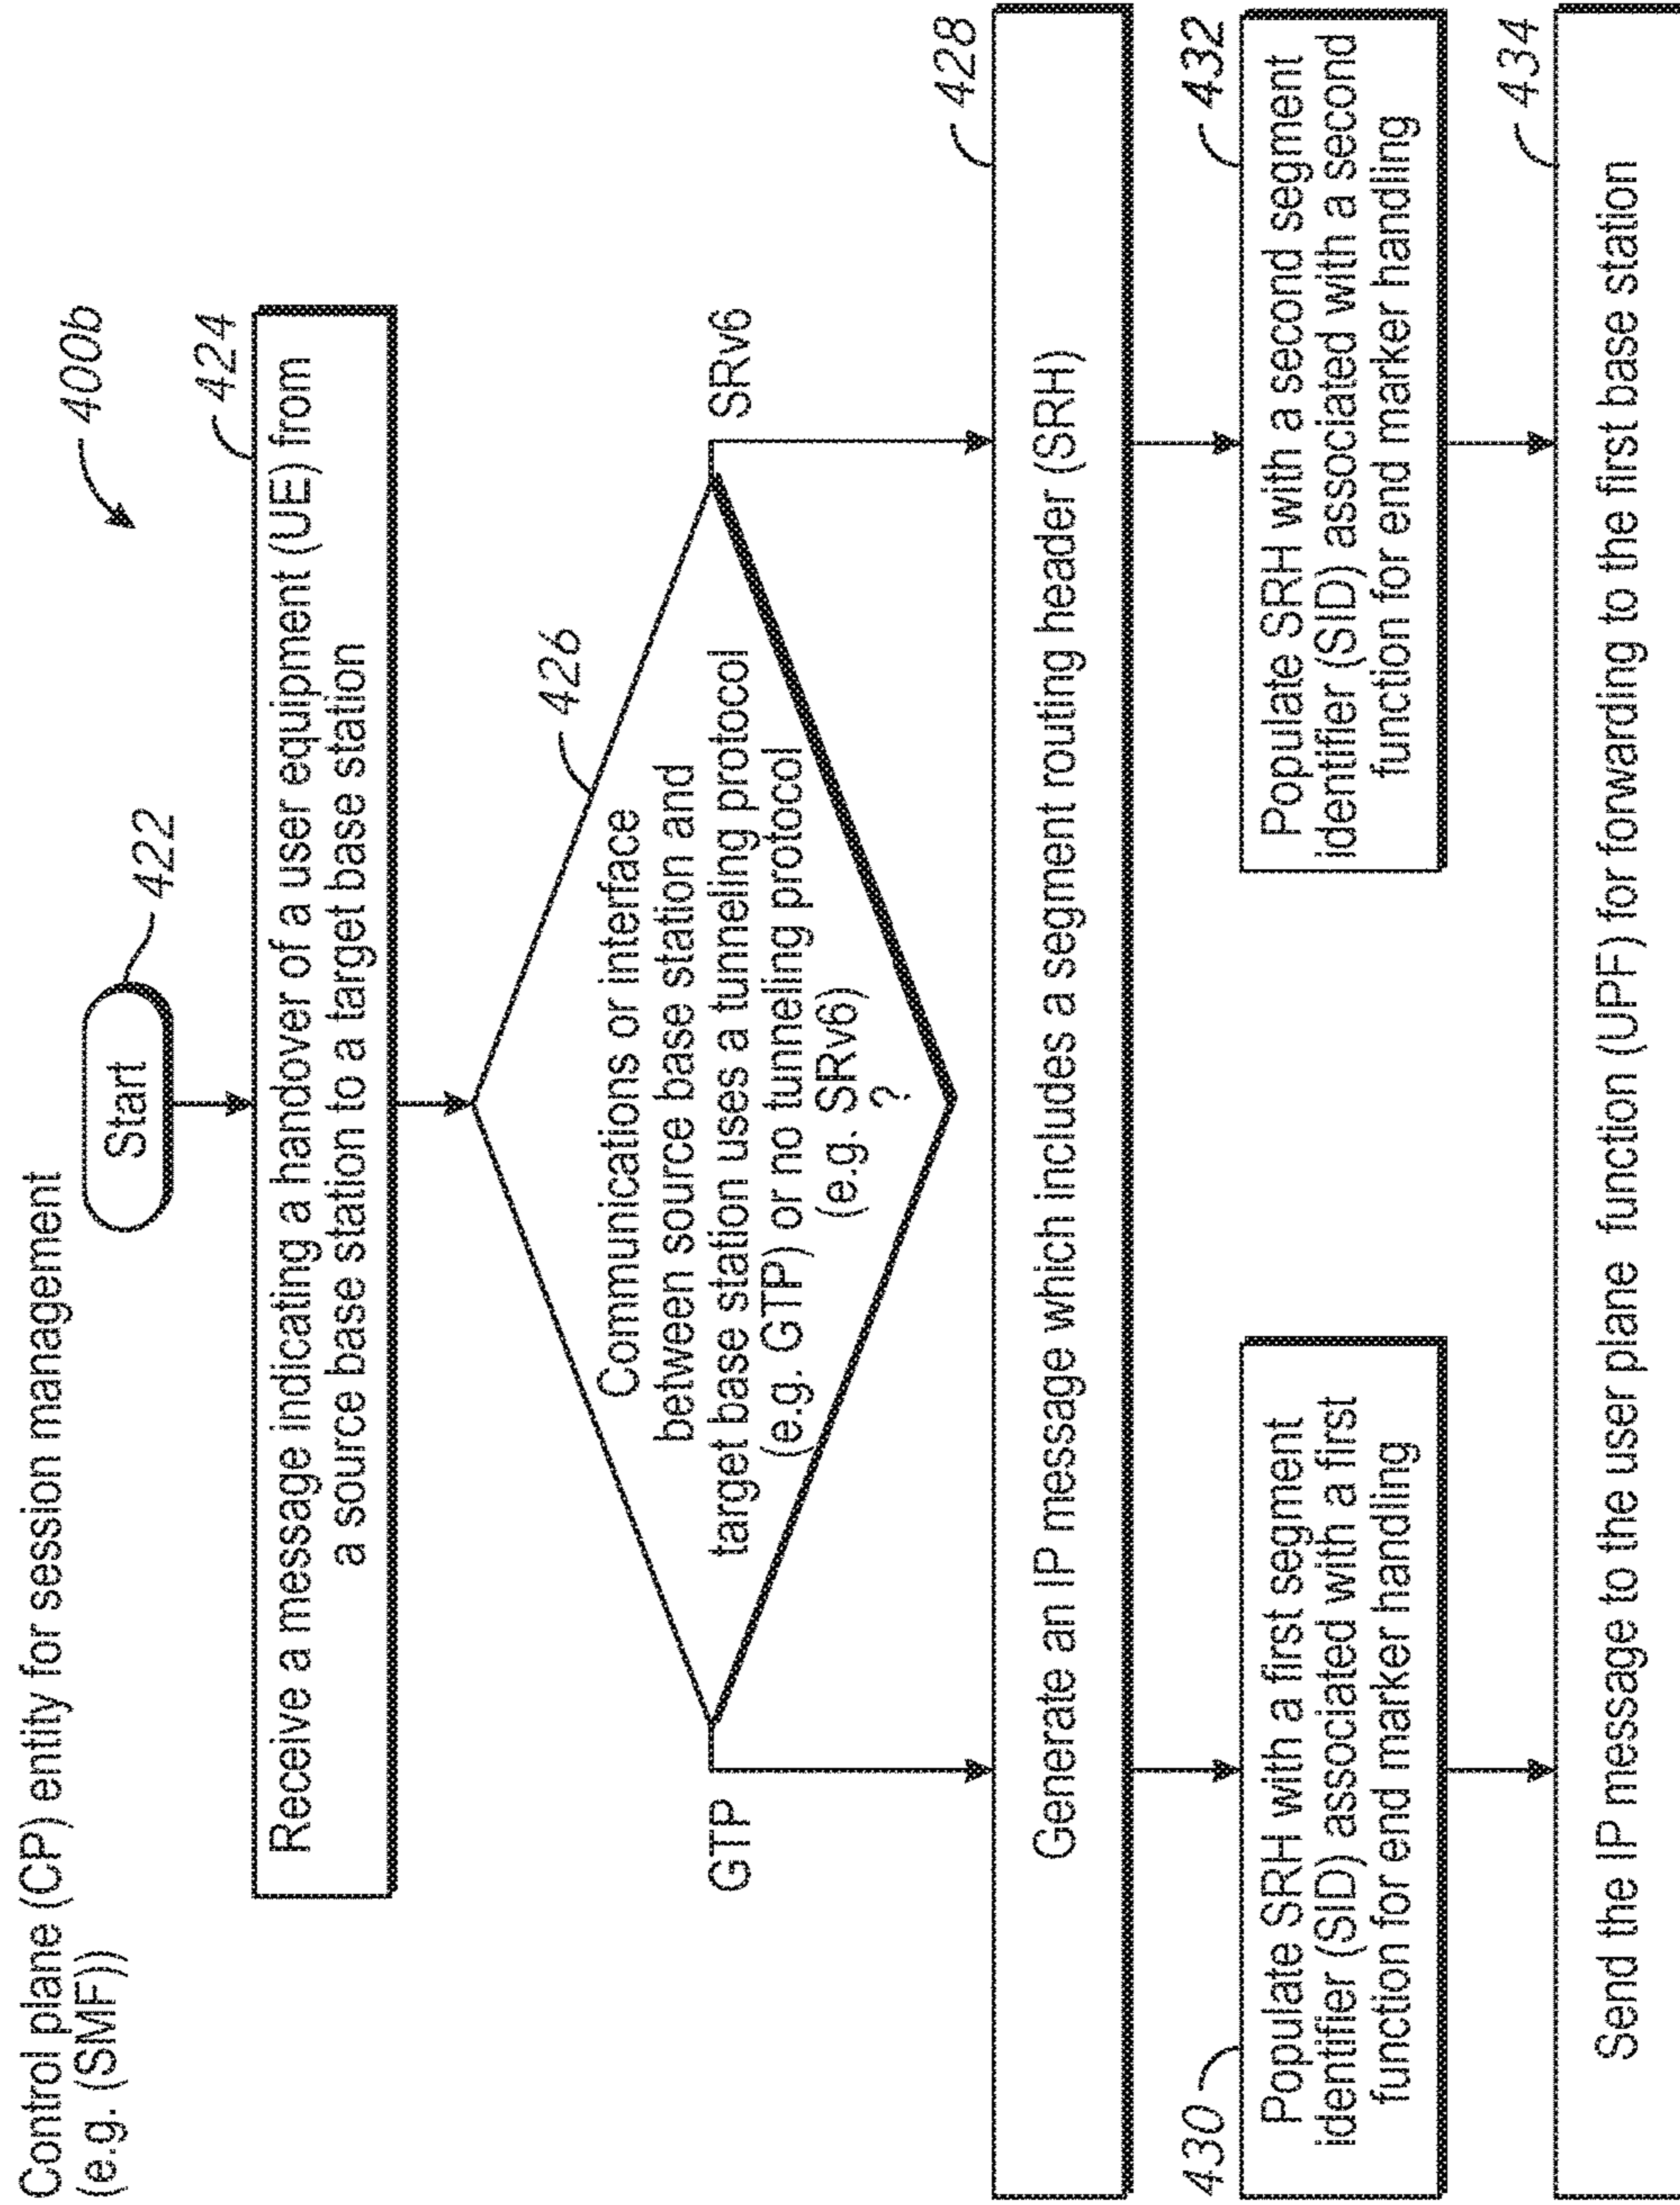 Control plane (CP) entity for session management
(e.g. (SMF))
400b
Start
422
424
Receive a message indicating a handover of a user equipment (UE) from
a source base station to a target base station
426
Communications or interface
between source base station and
target base station uses a tunneling protocol
(e.g. GTP) or no tunneling protocol
(e.g. SRv6)
?
GTP
SRv6
428
Generate an IP message which includes a segment routing header (SRH)
430
Populate SRH with a first segment
identifier (SID) associated with a first
function for end marker handling
432
Populate SRH with a second segment
identifier (SID) associated with a second
function for end marker handling
434
Send the IP message to the user plane function (UPF) for forwarding to the first base station